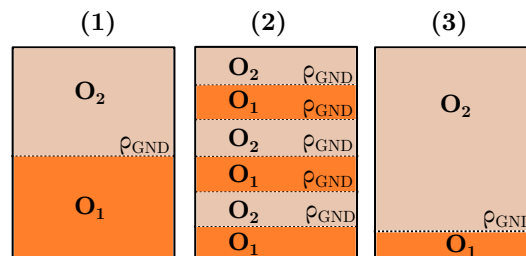 (1) (2) (3)
O₂
ρGND
O₁
O₂ ρGND
O₁ ρGND
O₂ ρGND
O₁ ρGND
O₂ ρGND
O₁
O₂
ρGND
O₁